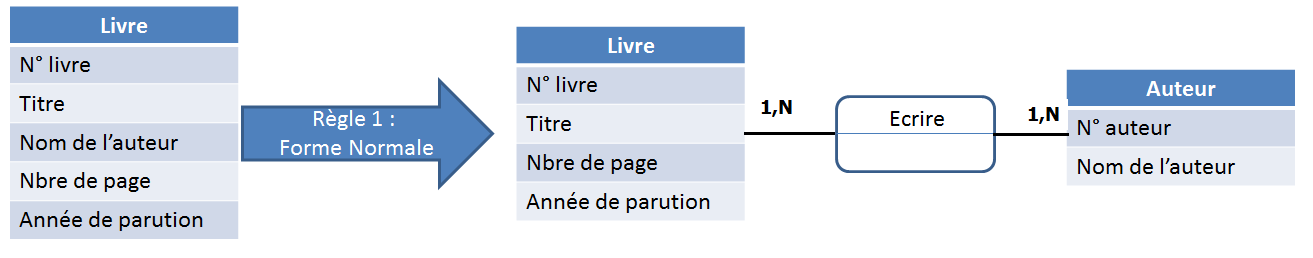 Livre
N° livre
Titre
Nom de l'auteur
Nbre de page
Année de parution
Règle 1 :
Forme Normale
Livre
N° livre
Titre
Nbre de page
Année de parution
1,N
Ecrire
1,N
Auteur
N° auteur
Nom de l'auteur